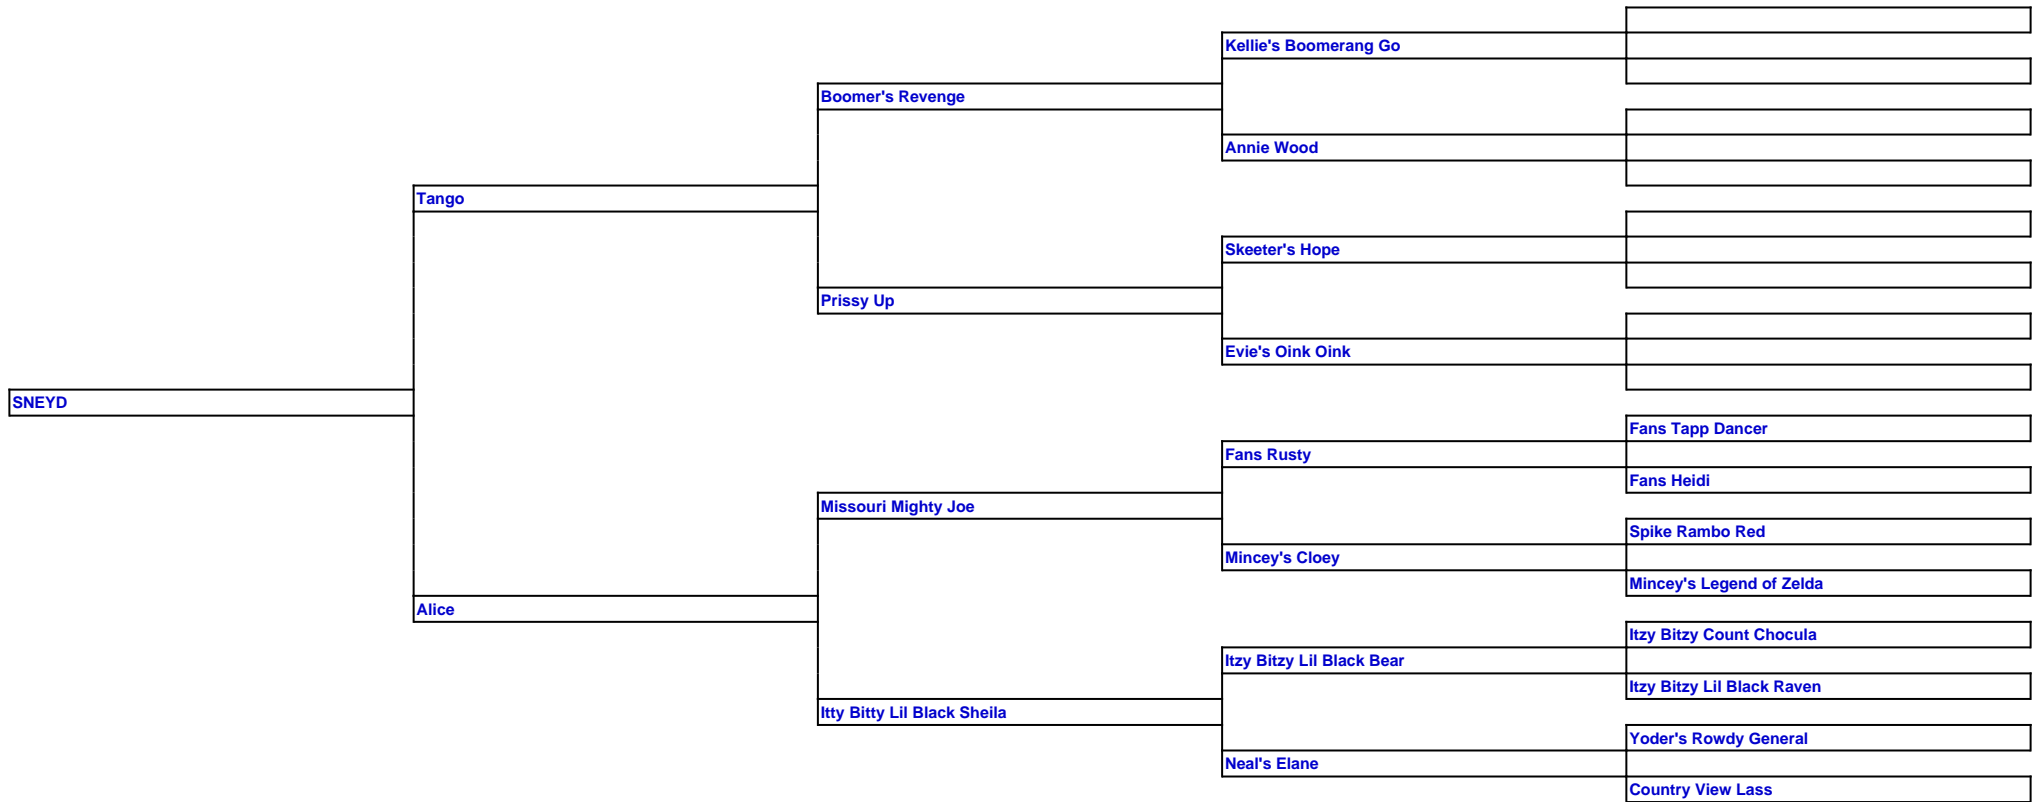 Kellie's Boomerang Go
Boomer's Revenge
Annie Wood
Tango
Skeeter's Hope
Prissy Up
Evie's Oink Oink
SNEYD
Fans Tapp Dancer
Fans Rusty
Fans Heidi
Missouri Mighty Joe
Spike Rambo Red
Mincey's Cloey
Mincey's Legend of Zelda
Alice
Itzy Bitzy Count Chocula
Itzy Bitzy Lil Black Bear
Itzy Bitzy Lil Black Raven
Itty Bitty Lil Black Sheila
Yoder's Rowdy General
Neal's Elane
Country View Lass